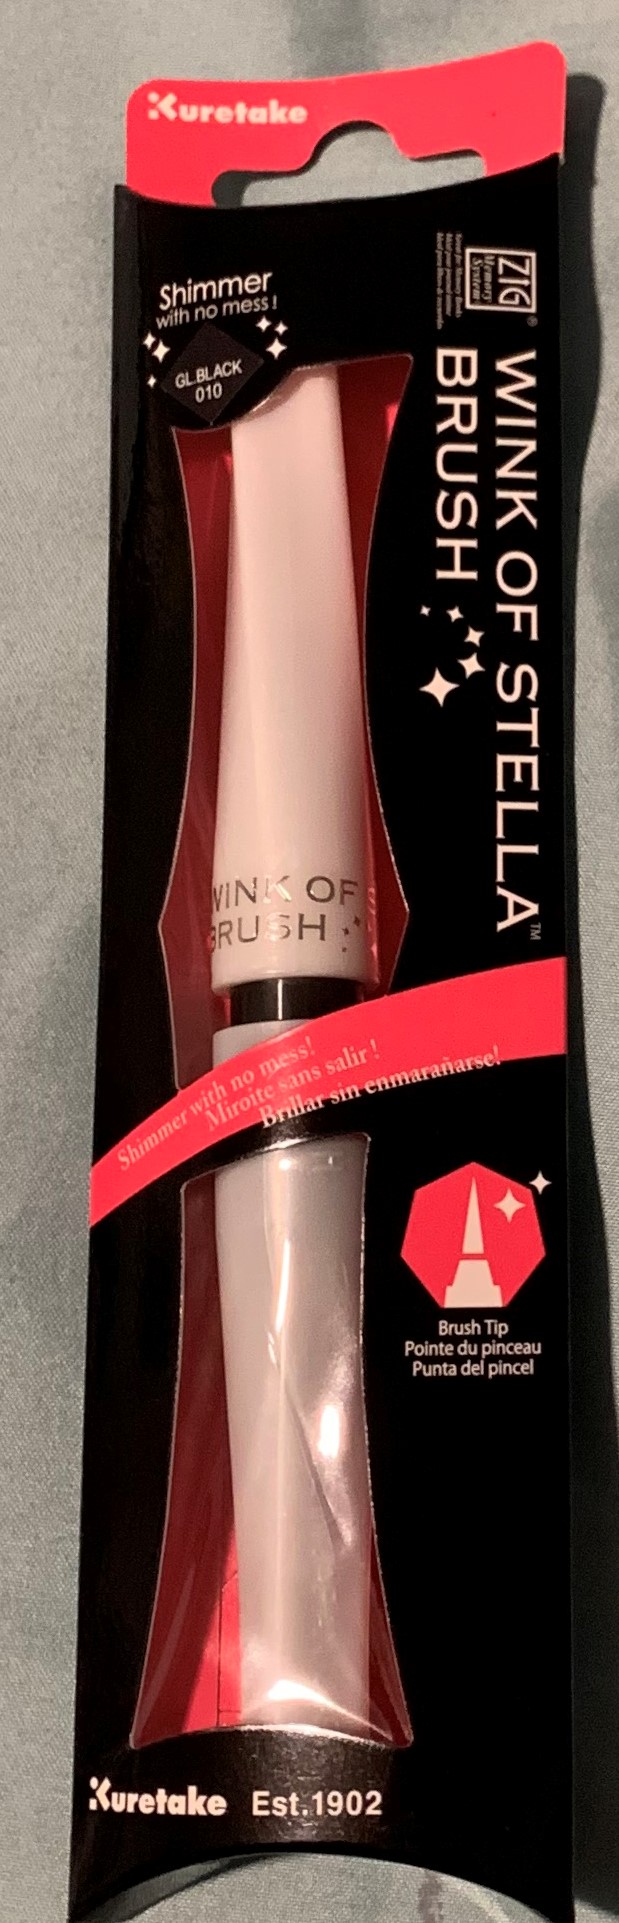 Kuretake
Shimmer
with no mess!
GL.BLACK
010
ZIG
Memory
System
®
WINK OF STELLA™
BRUSH
WINK OF S
BRUSH
Shimmer with no mess!
Miroite sans salir !
Brillar sin enmarañarse!
Brush Tip
Pointe du pinceau
Punta del pincel
Kuretake Est.1902